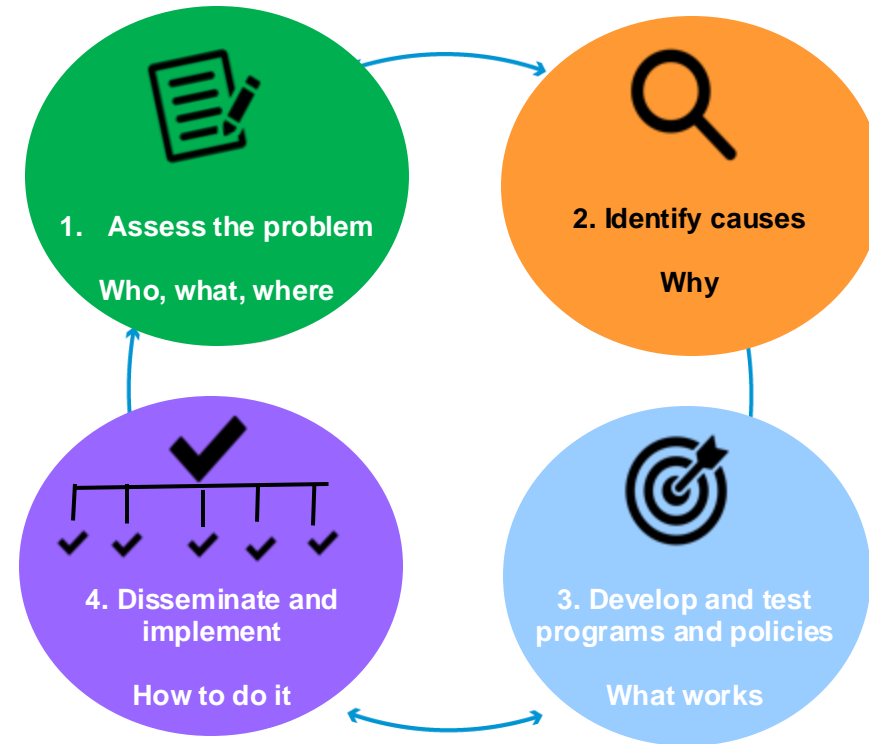 1. Assess the problem
Who, what, where
2. Identify causes
Why
3. Develop and test
programs and policies
What works
4. Disseminate and
implement
How to do it